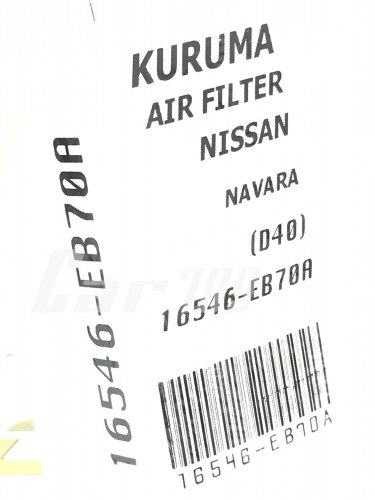 KURUMA
AIR FILTER
NISSAN
NAVARA
(D40)
16546-EB70A
16546-EB70A
16546-EB70A